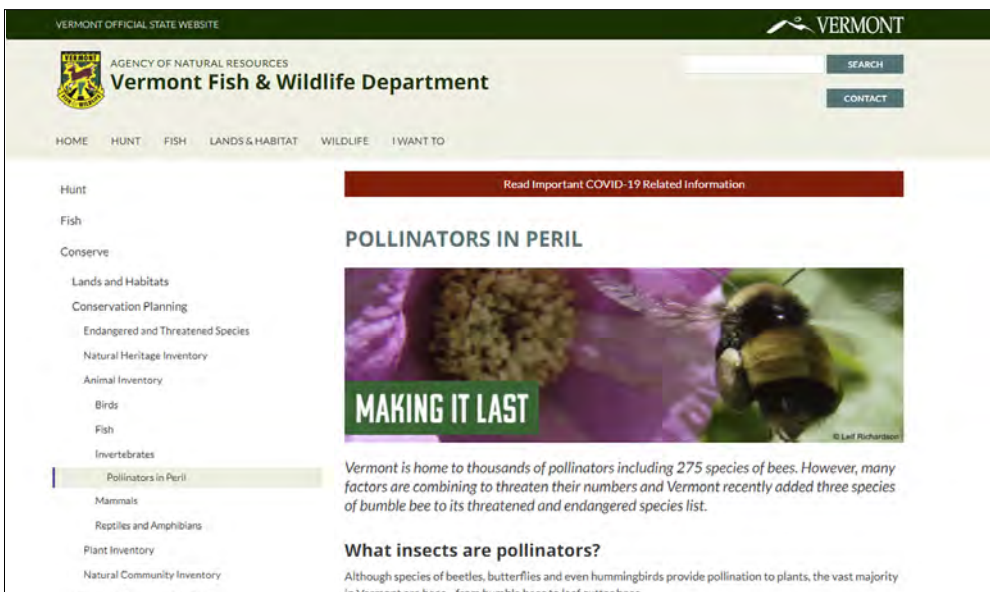 VERMONT OFFICIAL STATE WEBSITE
VERMONT
VERMONT
AGENCY OF NATURAL RESOURCES
Vermont Fish & Wildlife Department
SEARCH
CONTACT
HOME HUNT FISH LANDS & HABITAT WILDLIFE I WANT TO
Hunt
Fish
Conserve
Lands and Habitats
Conservation Planning
Endangered and Threatened Species
Natural Heritage Inventory
Animal Inventory
Birds
Fish
Invertebrates
Pollinators in Peril
Mammals
Reptiles and Amphibians
Plant Inventory
Natural Community Inventory
Read Important COVID-19 Related Information
POLLINATORS IN PERIL
MAKING IT LAST
© Leif Richardson
Vermont is home to thousands of pollinators including 275 species of bees. However, many
factors are combining to threaten their numbers and Vermont recently added three species
of bumble bee to its threatened and endangered species list.
What insects are pollinators?
Although species of beetles, butterflies and even hummingbirds provide pollination to plants, the vast majority